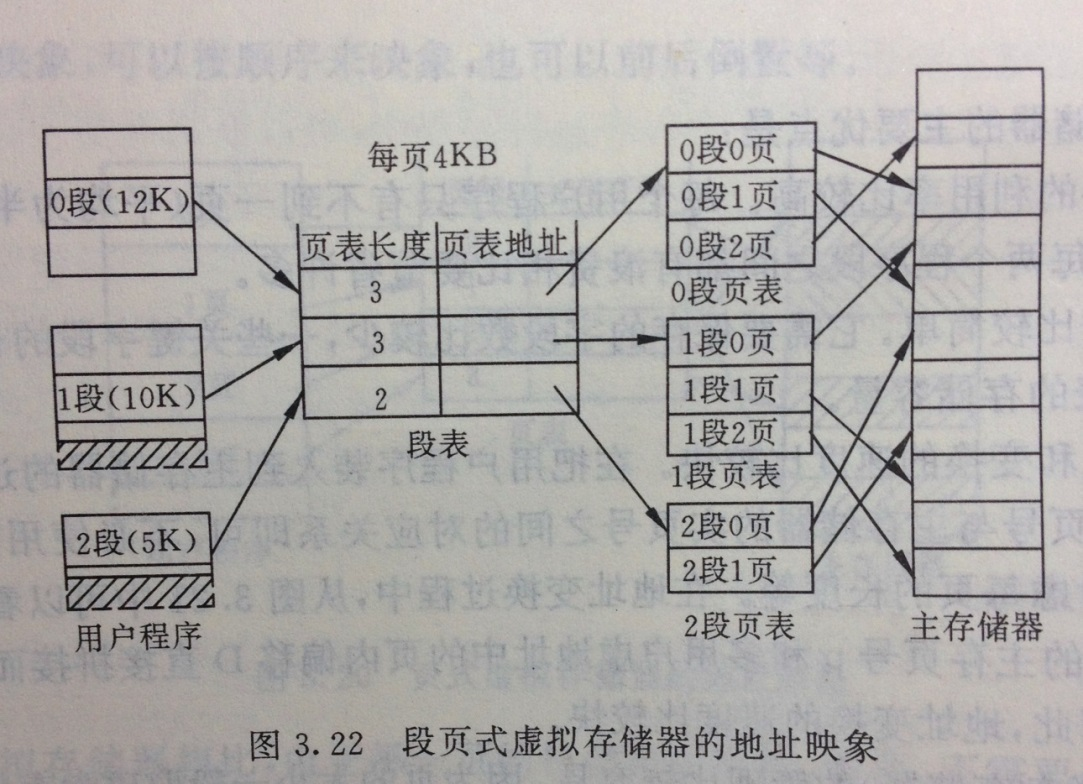 每页4KB
0段(12K)
1段(10K)
2段(5K)
用户程序
页表长度 页表地址
3
3
2
段表
0段0页
0段1页
0段2页
0段页表
1段0页
1段1页
1段2页
1段页表
2段0页
2段1页
2段页表
主存储器
图 3.22 段页式虚拟存储器的地址映象